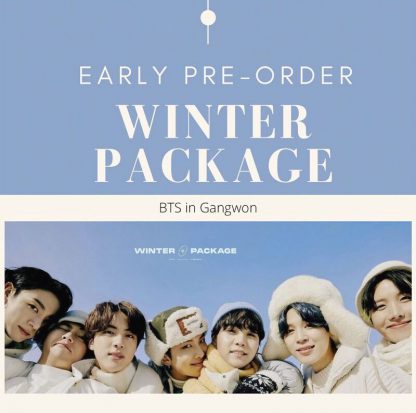 EARLY PRE-ORDER
WINTER
PACKAGE
BTS in Gangwon
WINTER PACKAGE